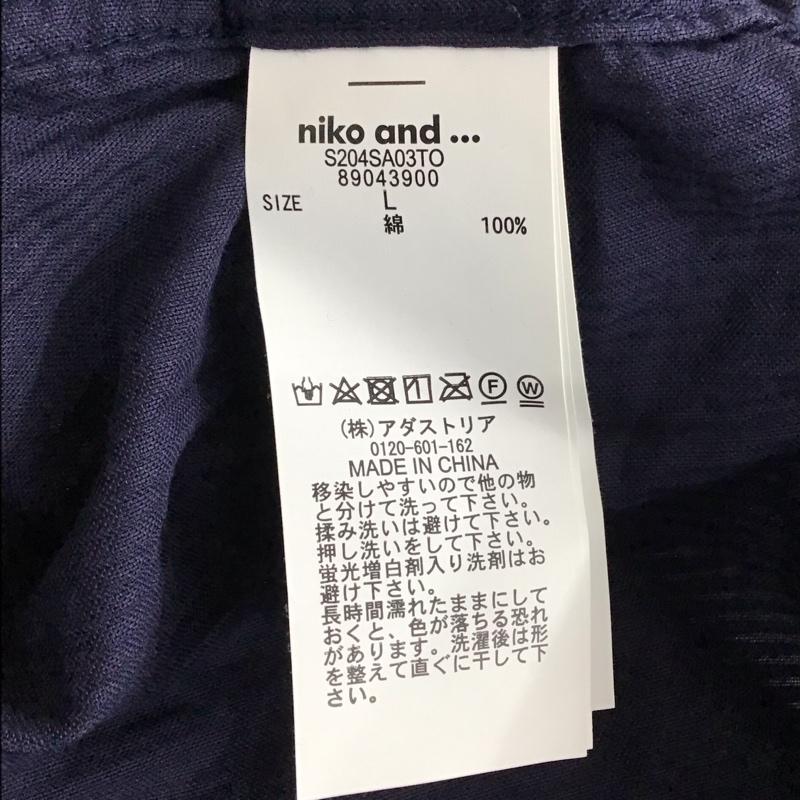 niko and ...
S204SA03TO
89043900
SIZE L
綿 100%
F W
(株)アダストリア
0120-601-162
MADE IN CHINA
移染しやすいので他の物
と分けて洗って下さい。
揉み洗いは避けて下さい。
押し洗いをして下さい。
蛍光増白剤入り洗剤はお
避け下さい。
長時間濡れたままにして
おくと、色が落ちる恐れ
があります。洗濯後は形
を整えて直ぐに干して下
さい。